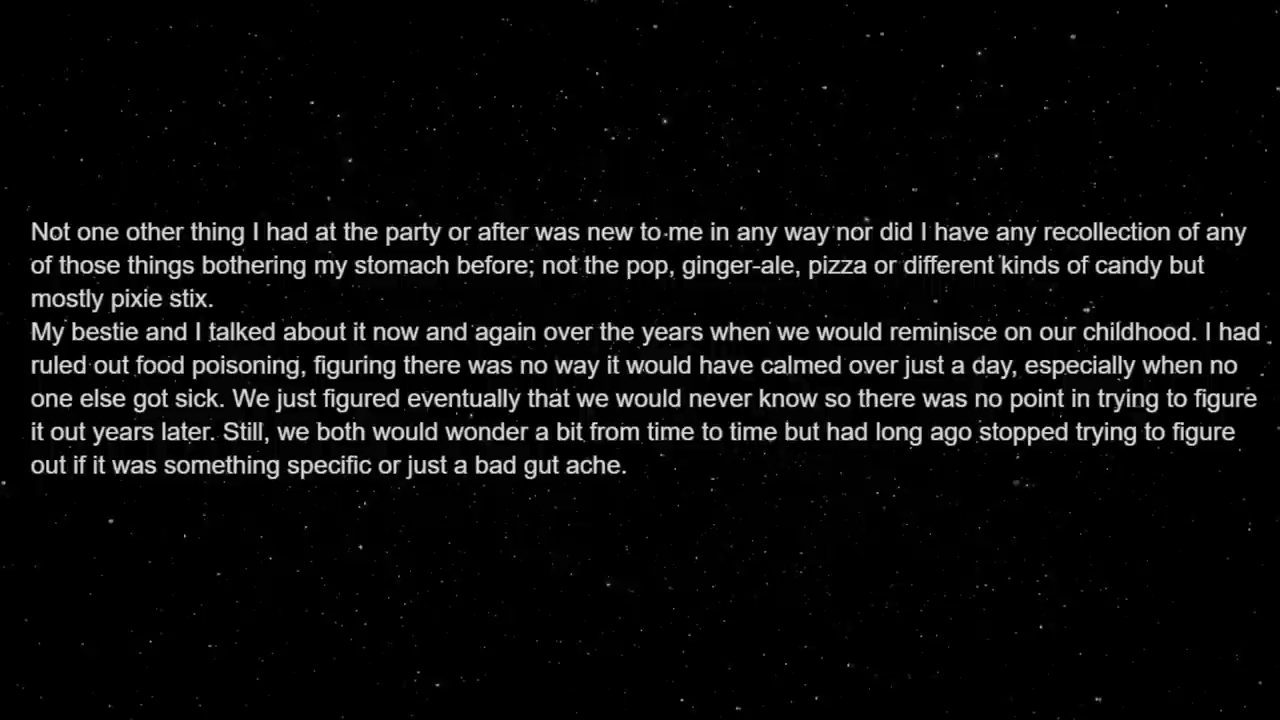 Not one other thing I had at the party or after was new to me in any way nor did I have any recollection of any
of those things bothering my stomach before; not the pop, ginger-ale, pizza or different kinds of candy but
mostly pixie stix.
My bestie and I talked about it now and again over the years when we would reminisce on our childhood. I had
ruled out food poisoning, figuring there was no way it would have calmed over just a day, especially when no
one else got sick. We just figured eventually that we would never know so there was no point in trying to figure
it out years later. Still, we both would wonder a bit from time to time but had long ago stopped trying to figure
out if it was something specific or just a bad gut ache.